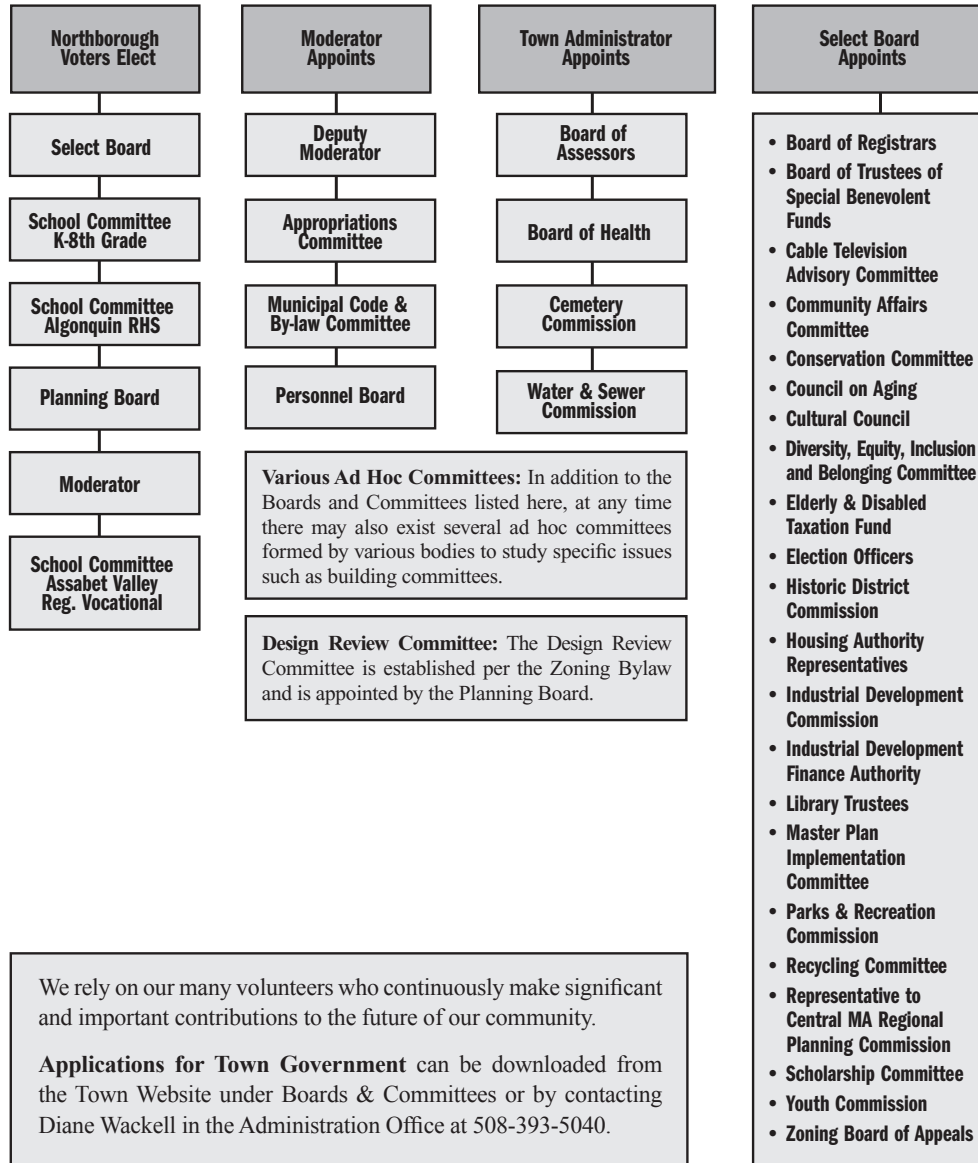 Northborough
Voters Elect
Select Board
School Committee
K-8th Grade
School Committee
Algonquin RHS
Planning Board
Moderator
School Committee
Assabet Valley
Reg. Vocational
Moderator
Appoints
Deputy
Moderator
Appropriations
Committee
Municipal Code &
By-law Committee
Personnel Board
Town Administrator
Appoints
Board of
Assessors
Board of Health
Cemetery
Commission
Water & Sewer
Commission
Various Ad Hoc Committees: In addition to the
Boards and Committees listed here, at any time
there may also exist several ad hoc committees
formed by various bodies to study specific issues
such as building committees.
Design Review Committee: The Design Review
Committee is established per the Zoning Bylaw
and is appointed by the Planning Board.
We rely on our many volunteers who continuously make significant
and important contributions to the future of our community.
Applications for Town Government can be downloaded from
the Town Website under Boards & Committees or by contacting
Diane Wackell in the Administration Office at 508-393-5040.
Select Board
Appoints
• Board of Registrars
• Board of Trustees of
Special Benevolent
Funds
• Cable Television
Advisory Committee
• Community Affairs
Committee
• Conservation Committee
• Council on Aging
• Cultural Council
• Diversity, Equity, Inclusion
and Belonging Committee
• Elderly & Disabled
Taxation Fund
• Election Officers
• Historic District
Commission
• Housing Authority
Representatives
• Industrial Development
Commission
• Industrial Development
Finance Authority
• Library Trustees
• Master Plan
Implementation
Committee
• Parks & Recreation
Commission
• Recycling Committee
• Representative to
Central MA Regional
Planning Commission
• Scholarship Committee
• Youth Commission
• Zoning Board of Appeals